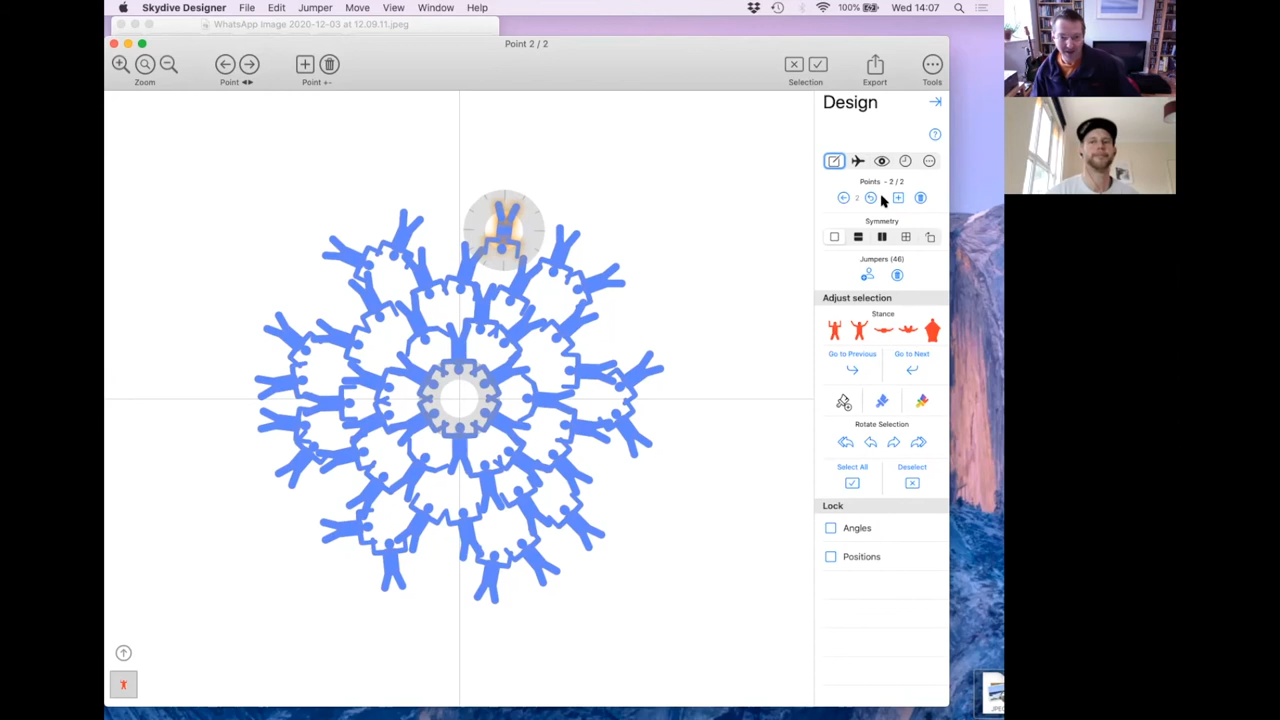 Skydive Designer File Edit Jumper Move View Window Help 100% Wed 14:07
WhatsApp Image 2020-12-03 at 12.09.11.jpeg
Point 2 / 2
Zoom Point Point +- Selection Export Tools
Design
Points - 2 / 2
2
Symmetry
Jumpers (46)
Adjust selection
Stance
Go to Previous Go to Next
Rotate Selection
Select All Deselect
Lock
Angles
Positions